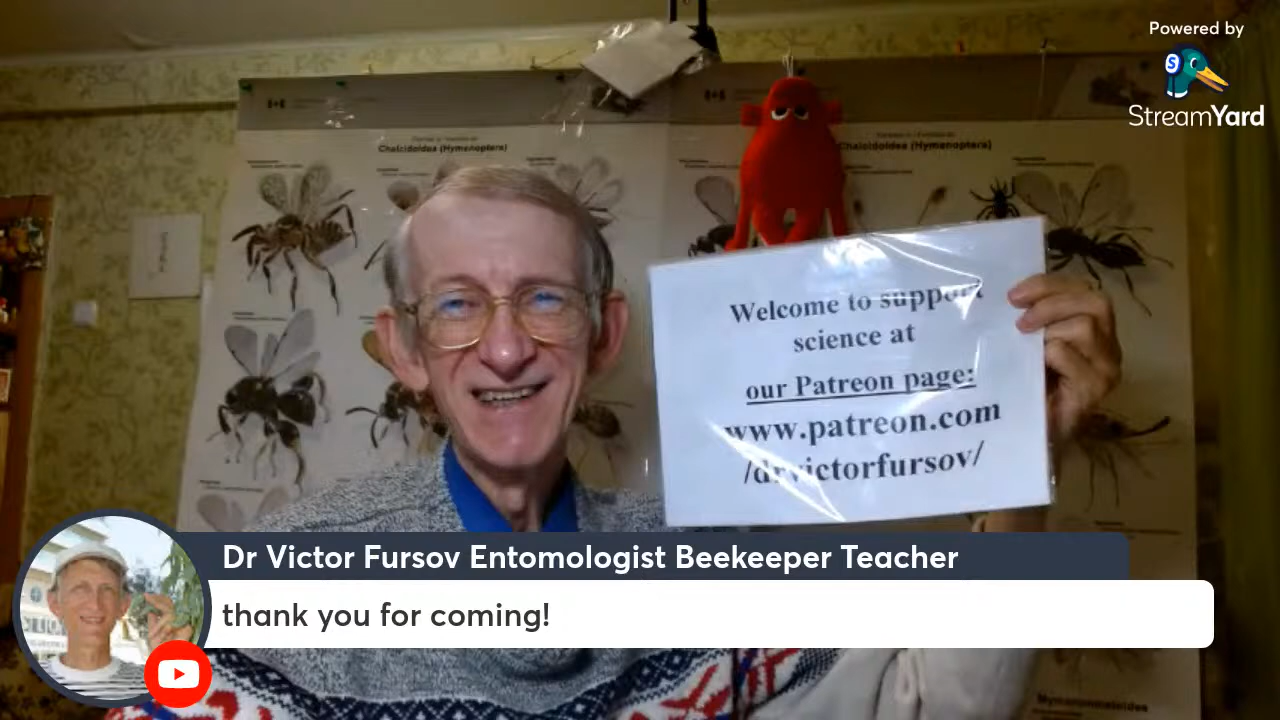 Powered by
StreamYard
Chalcidoidea (Hymenoptera)
Chalcidoidea (Hymenoptera)
Welcome to support
science at
our Patreon page:
www.patreon.com
/drvictorfursov/
Dr Victor Fursov Entomologist Beekeeper Teacher
thank you for coming!